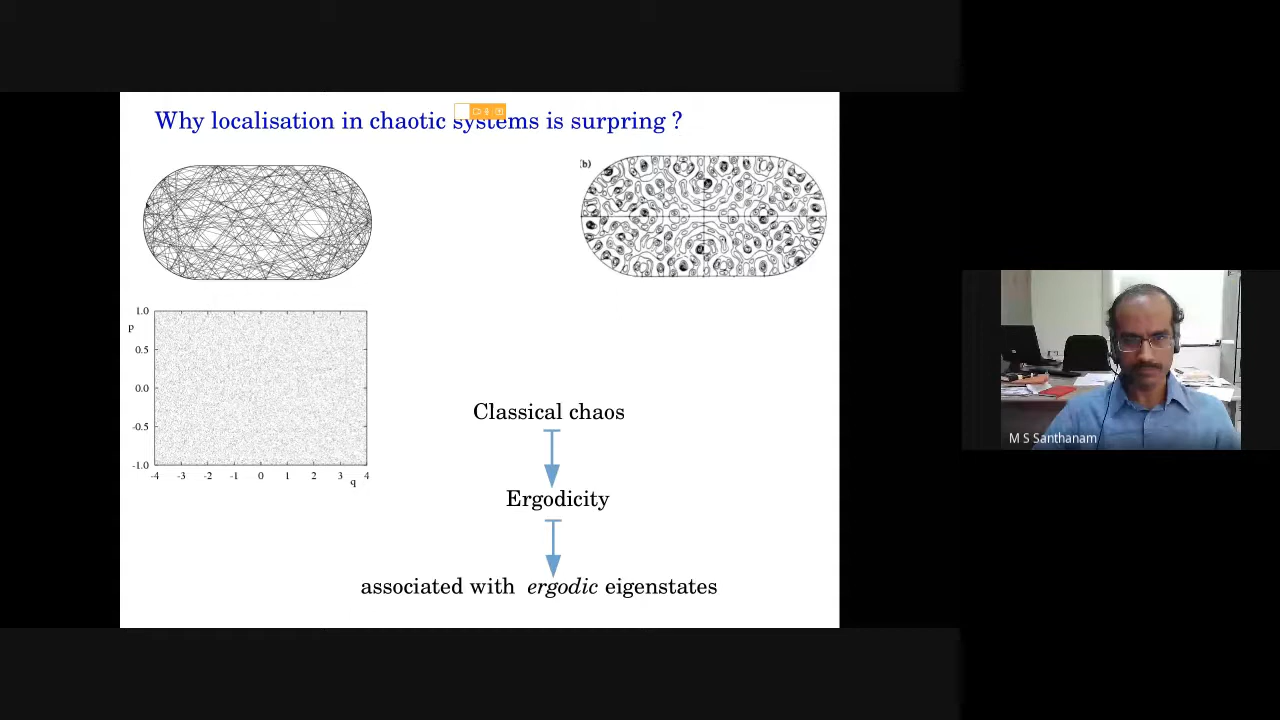 Why localisation in chaotic systems is surpring ?
(b)
1.0
P
0.5
0.0
-0.5
-1.0
-4 -3 -2 -1 0 1 2 3 4
q
Classical chaos
Ergodicity
associated with ergodic eigenstates
M S Santhanam